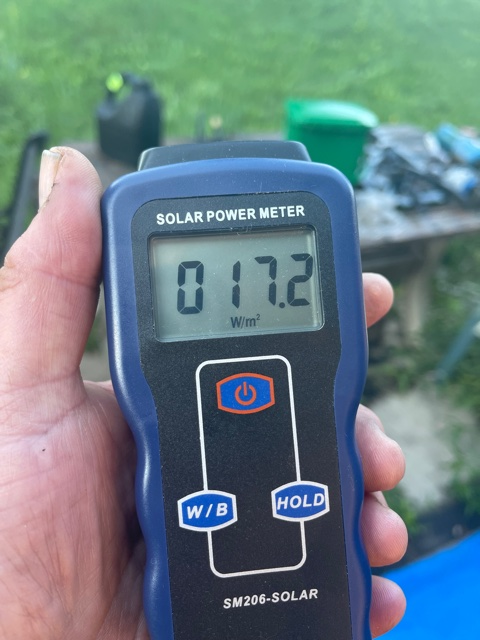 SOLAR POWER METER
017.2
W/m²
W/B
HOLD
SM206-SOLAR